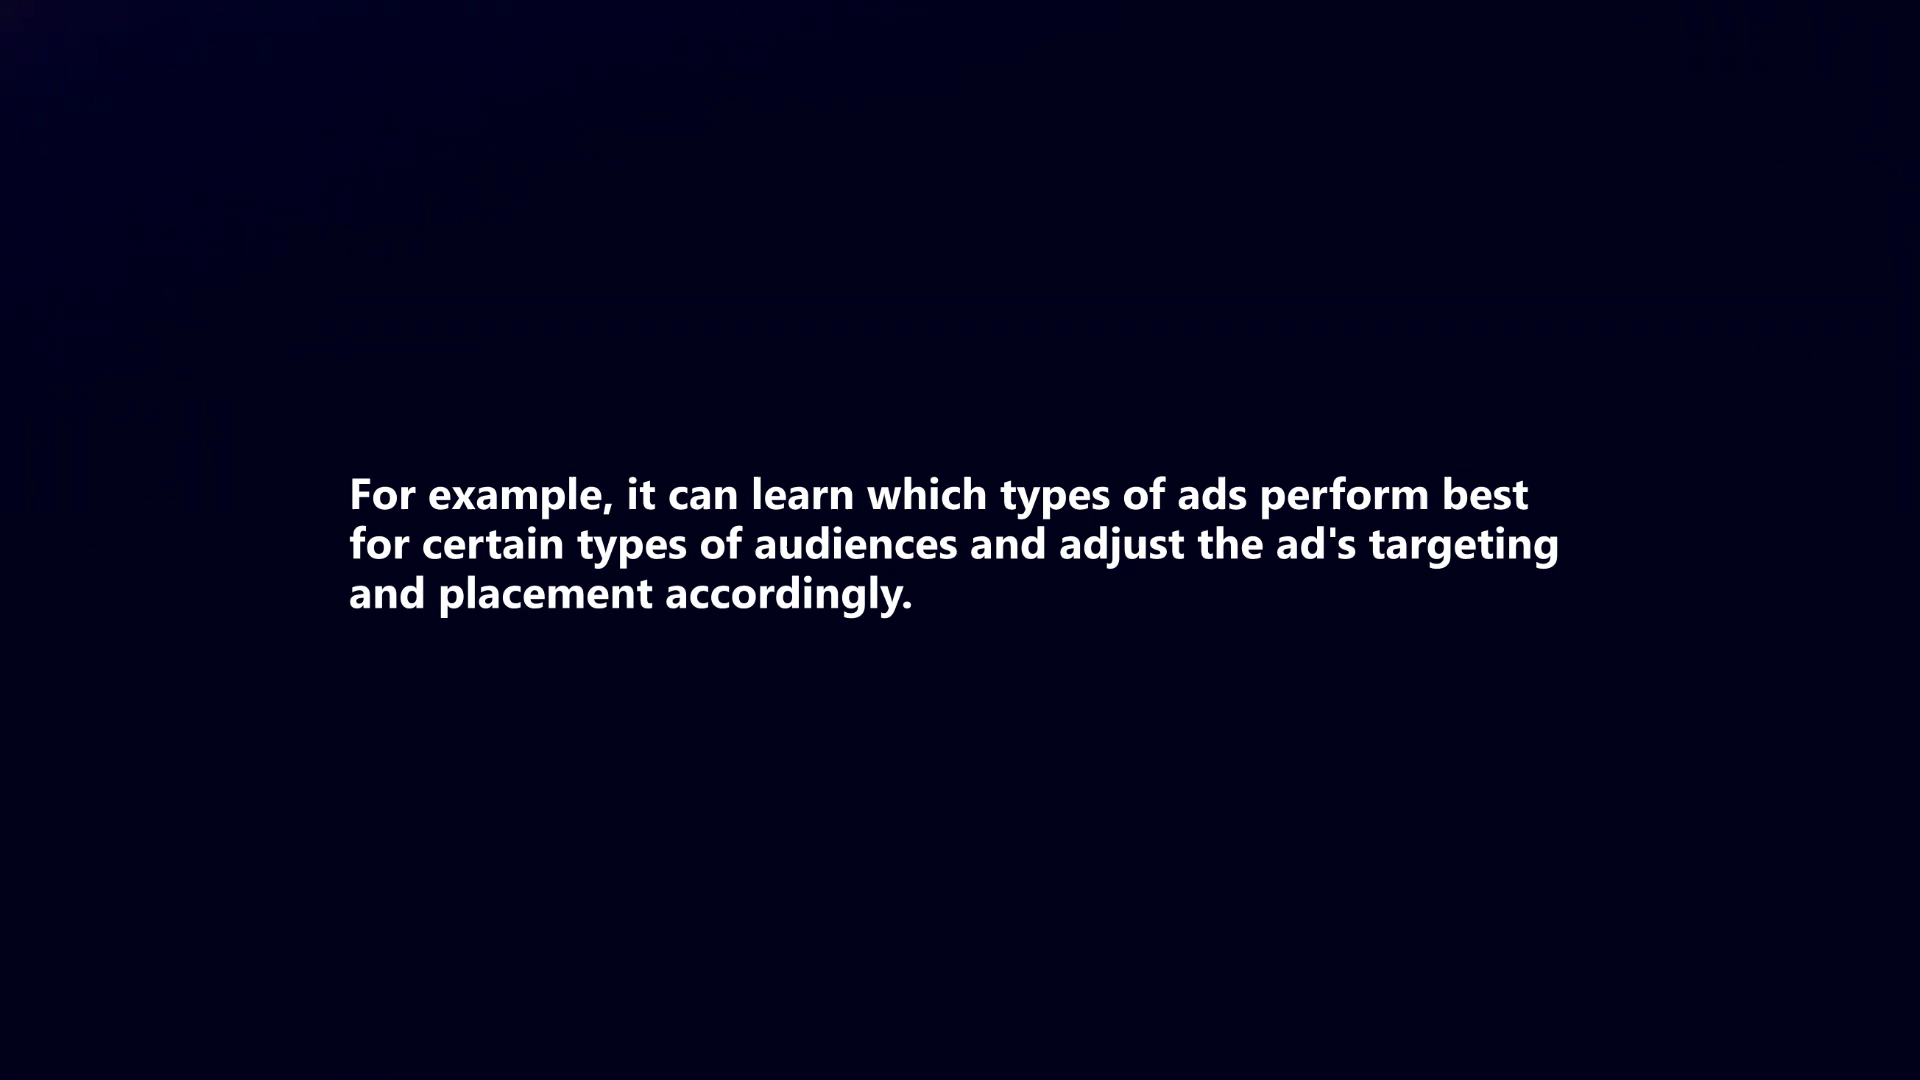 For example, it can learn which types of ads perform best
for certain types of audiences and adjust the ad's targeting
and placement accordingly.